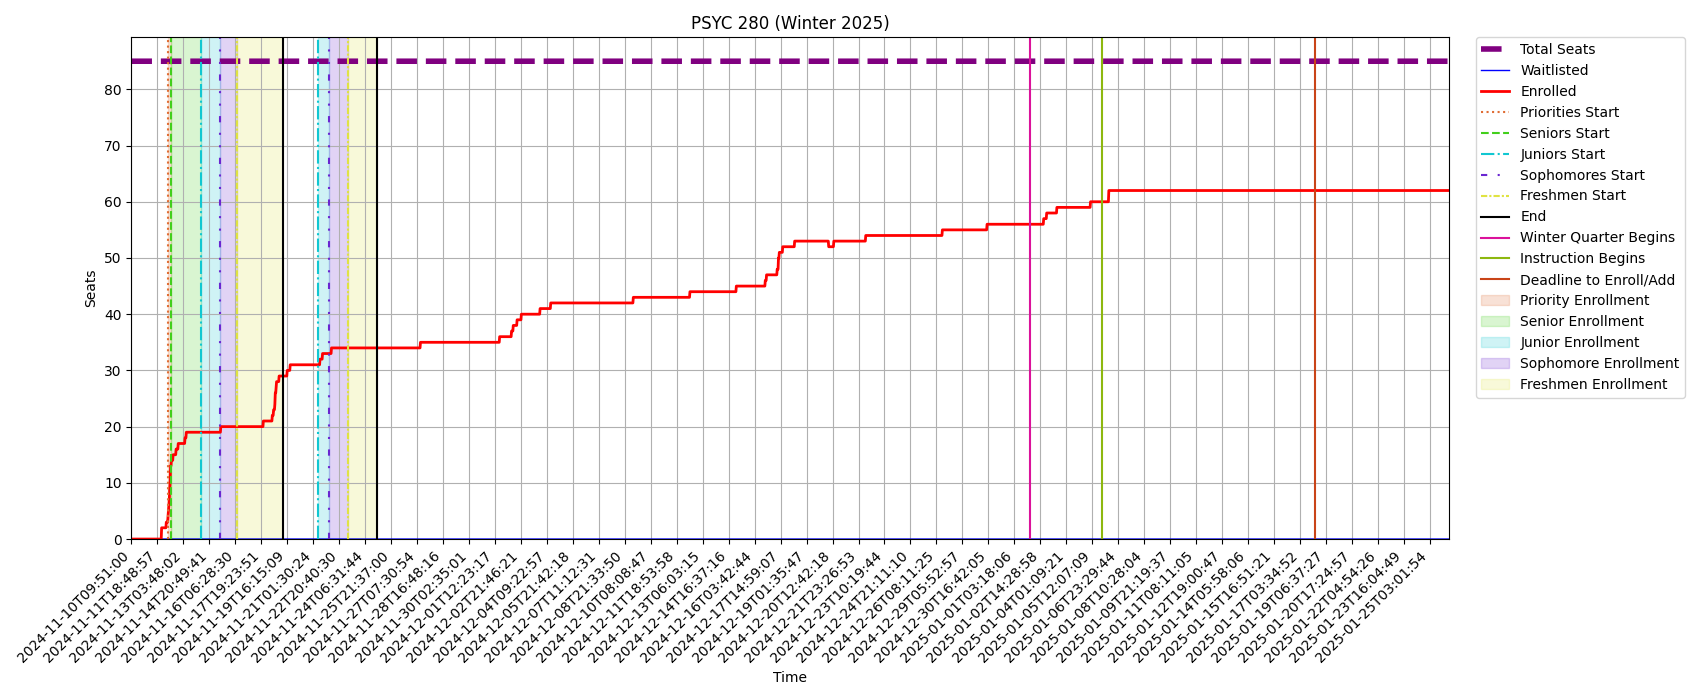 PSYC 280 (Winter 2025)
Seats
80
70
60
50
40
30
20
10
0
2024-11-10T09:51:00
2024-11-11T18:48:57
2024-11-13T03:48:02
2024-11-14T20:49:41
2024-11-16T06:28:30
2024-11-17T19:23:51
2024-11-19T16:15:09
2024-11-21T01:30:24
2024-11-22T20:40:30
2024-11-24T06:31:44
2024-11-25T21:37:00
2024-11-27T07:30:54
2024-11-28T16:48:16
2024-11-30T02:35:01
2024-12-01T12:23:17
2024-12-02T21:46:21
2024-12-04T09:22:57
2024-12-05T21:42:18
2024-12-07T11:12:31
2024-12-08T21:33:50
2024-12-10T08:08:47
2024-12-11T18:53:58
2024-12-13T06:03:15
2024-12-14T16:37:16
2024-12-16T03:42:44
2024-12-17T14:59:07
2024-12-19T01:35:47
2024-12-20T12:42:18
2024-12-21T23:26:53
2024-12-23T10:19:44
2024-12-24T21:11:10
2024-12-26T08:11:25
2024-12-29T05:52:57
2024-12-30T16:42:05
2025-01-01T03:18:06
2025-01-02T14:28:58
2025-01-04T01:09:21
2025-01-05T12:07:09
2025-01-06T23:29:44
2025-01-08T10:28:04
2025-01-09T21:19:37
2025-01-11T08:11:05
2025-01-12T19:00:47
2025-01-14T05:58:06
2025-01-15T16:51:21
2025-01-17T03:34:52
2025-01-19T06:37:27
2025-01-20T17:24:57
2025-01-22T04:54:26
2025-01-23T16:04:49
2025-01-25T03:01:54
Time
Total Seats
Waitlisted
Enrolled
Priorities Start
Seniors Start
Juniors Start
Sophomores Start
Freshmen Start
End
Winter Quarter Begins
Instruction Begins
Deadline to Enroll/Add
Priority Enrollment
Senior Enrollment
Junior Enrollment
Sophomore Enrollment
Freshmen Enrollment